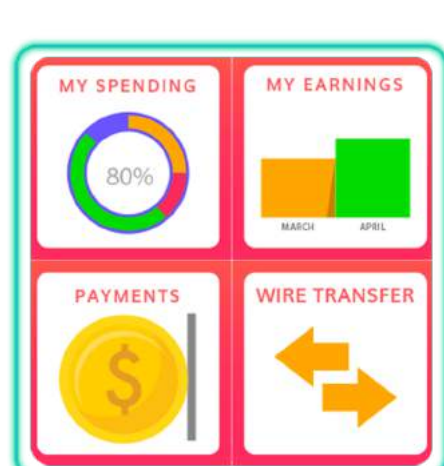 MY SPENDING
80%
MY EARNINGS
MARCH APRIL
PAYMENTS
$
WIRE TRANSFER